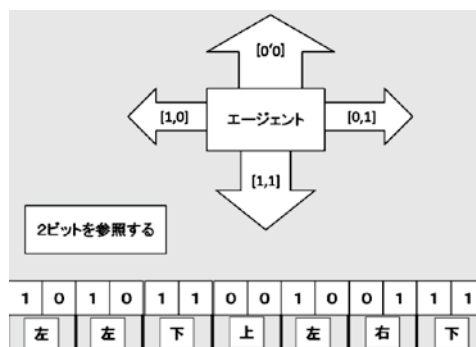 [0'0]
[1,0] エージェント [0,1]
[1,1]
2ビットを参照する
1 0 1 0 1 1 0 0 1 0 0 1 1 1
左 左 下 上 左 右 下